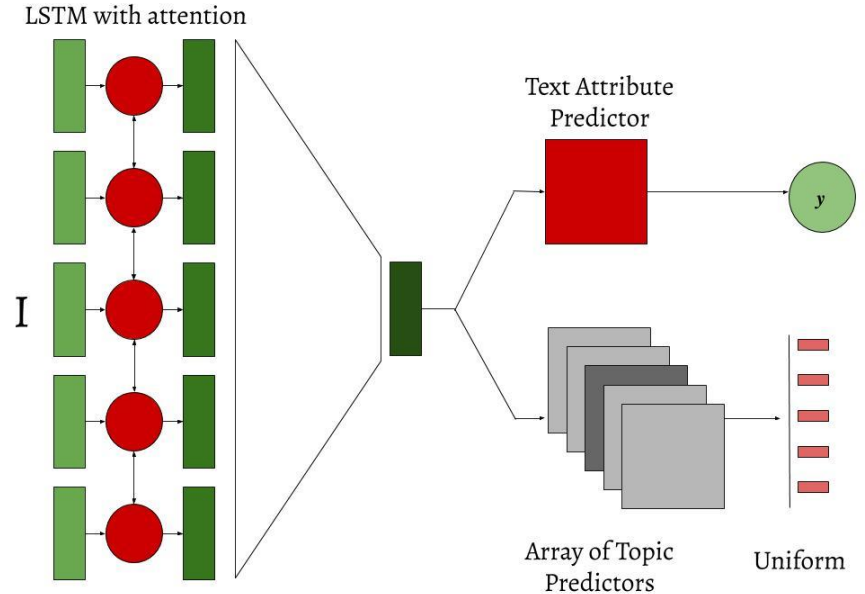 LSTM with attention
Text Attribute
Predictor
y
I
Array of Topic
Predictors
Uniform